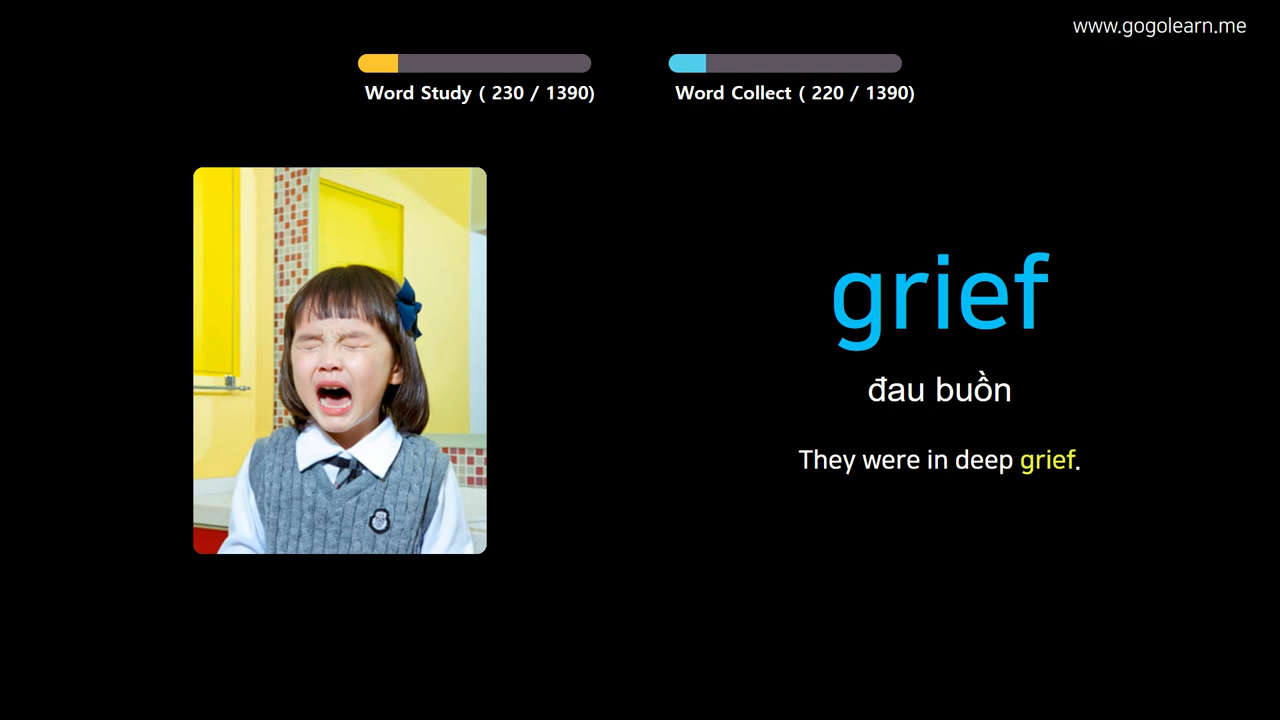 www.gogolearn.me
Word Study ( 230 / 1390)
Word Collect ( 220 / 1390)
grief
đau buồn
They were in deep grief.